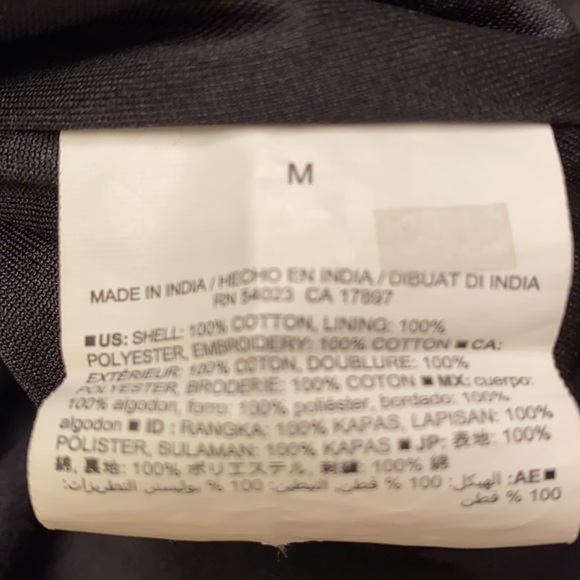 M
MADE IN INDIA / HECHO EN INDIA / DIBUAT DI INDIA
RN 54023 CA 17897
■US: SHELL: 100% COTTON, LINING: 100%
POLYESTER, EMBROIDERY: 100% COTTON ■ CA:
EXTÉRIEUR: 100% COTON, DOUBLURE: 100%
POLYESTER, BRODERIE: 100% COTON ■ MX: cuerpo:
100% algodón, forro: 100% poliéster, bordado: 100%
algodón ■ ID : RANGKA: 100% KAPAS, LAPISAN: 100%
POLISTER, SULAMAN: 100% KAPAS ■ JP: 表地: 100%
綿, 裏地: 100% ポリエステル, 刺繍: 100% 綿
■AE: الهيكل: 100 % قطن, التبطين: 100 % بوليستر, التطريزات:
100 % قطن